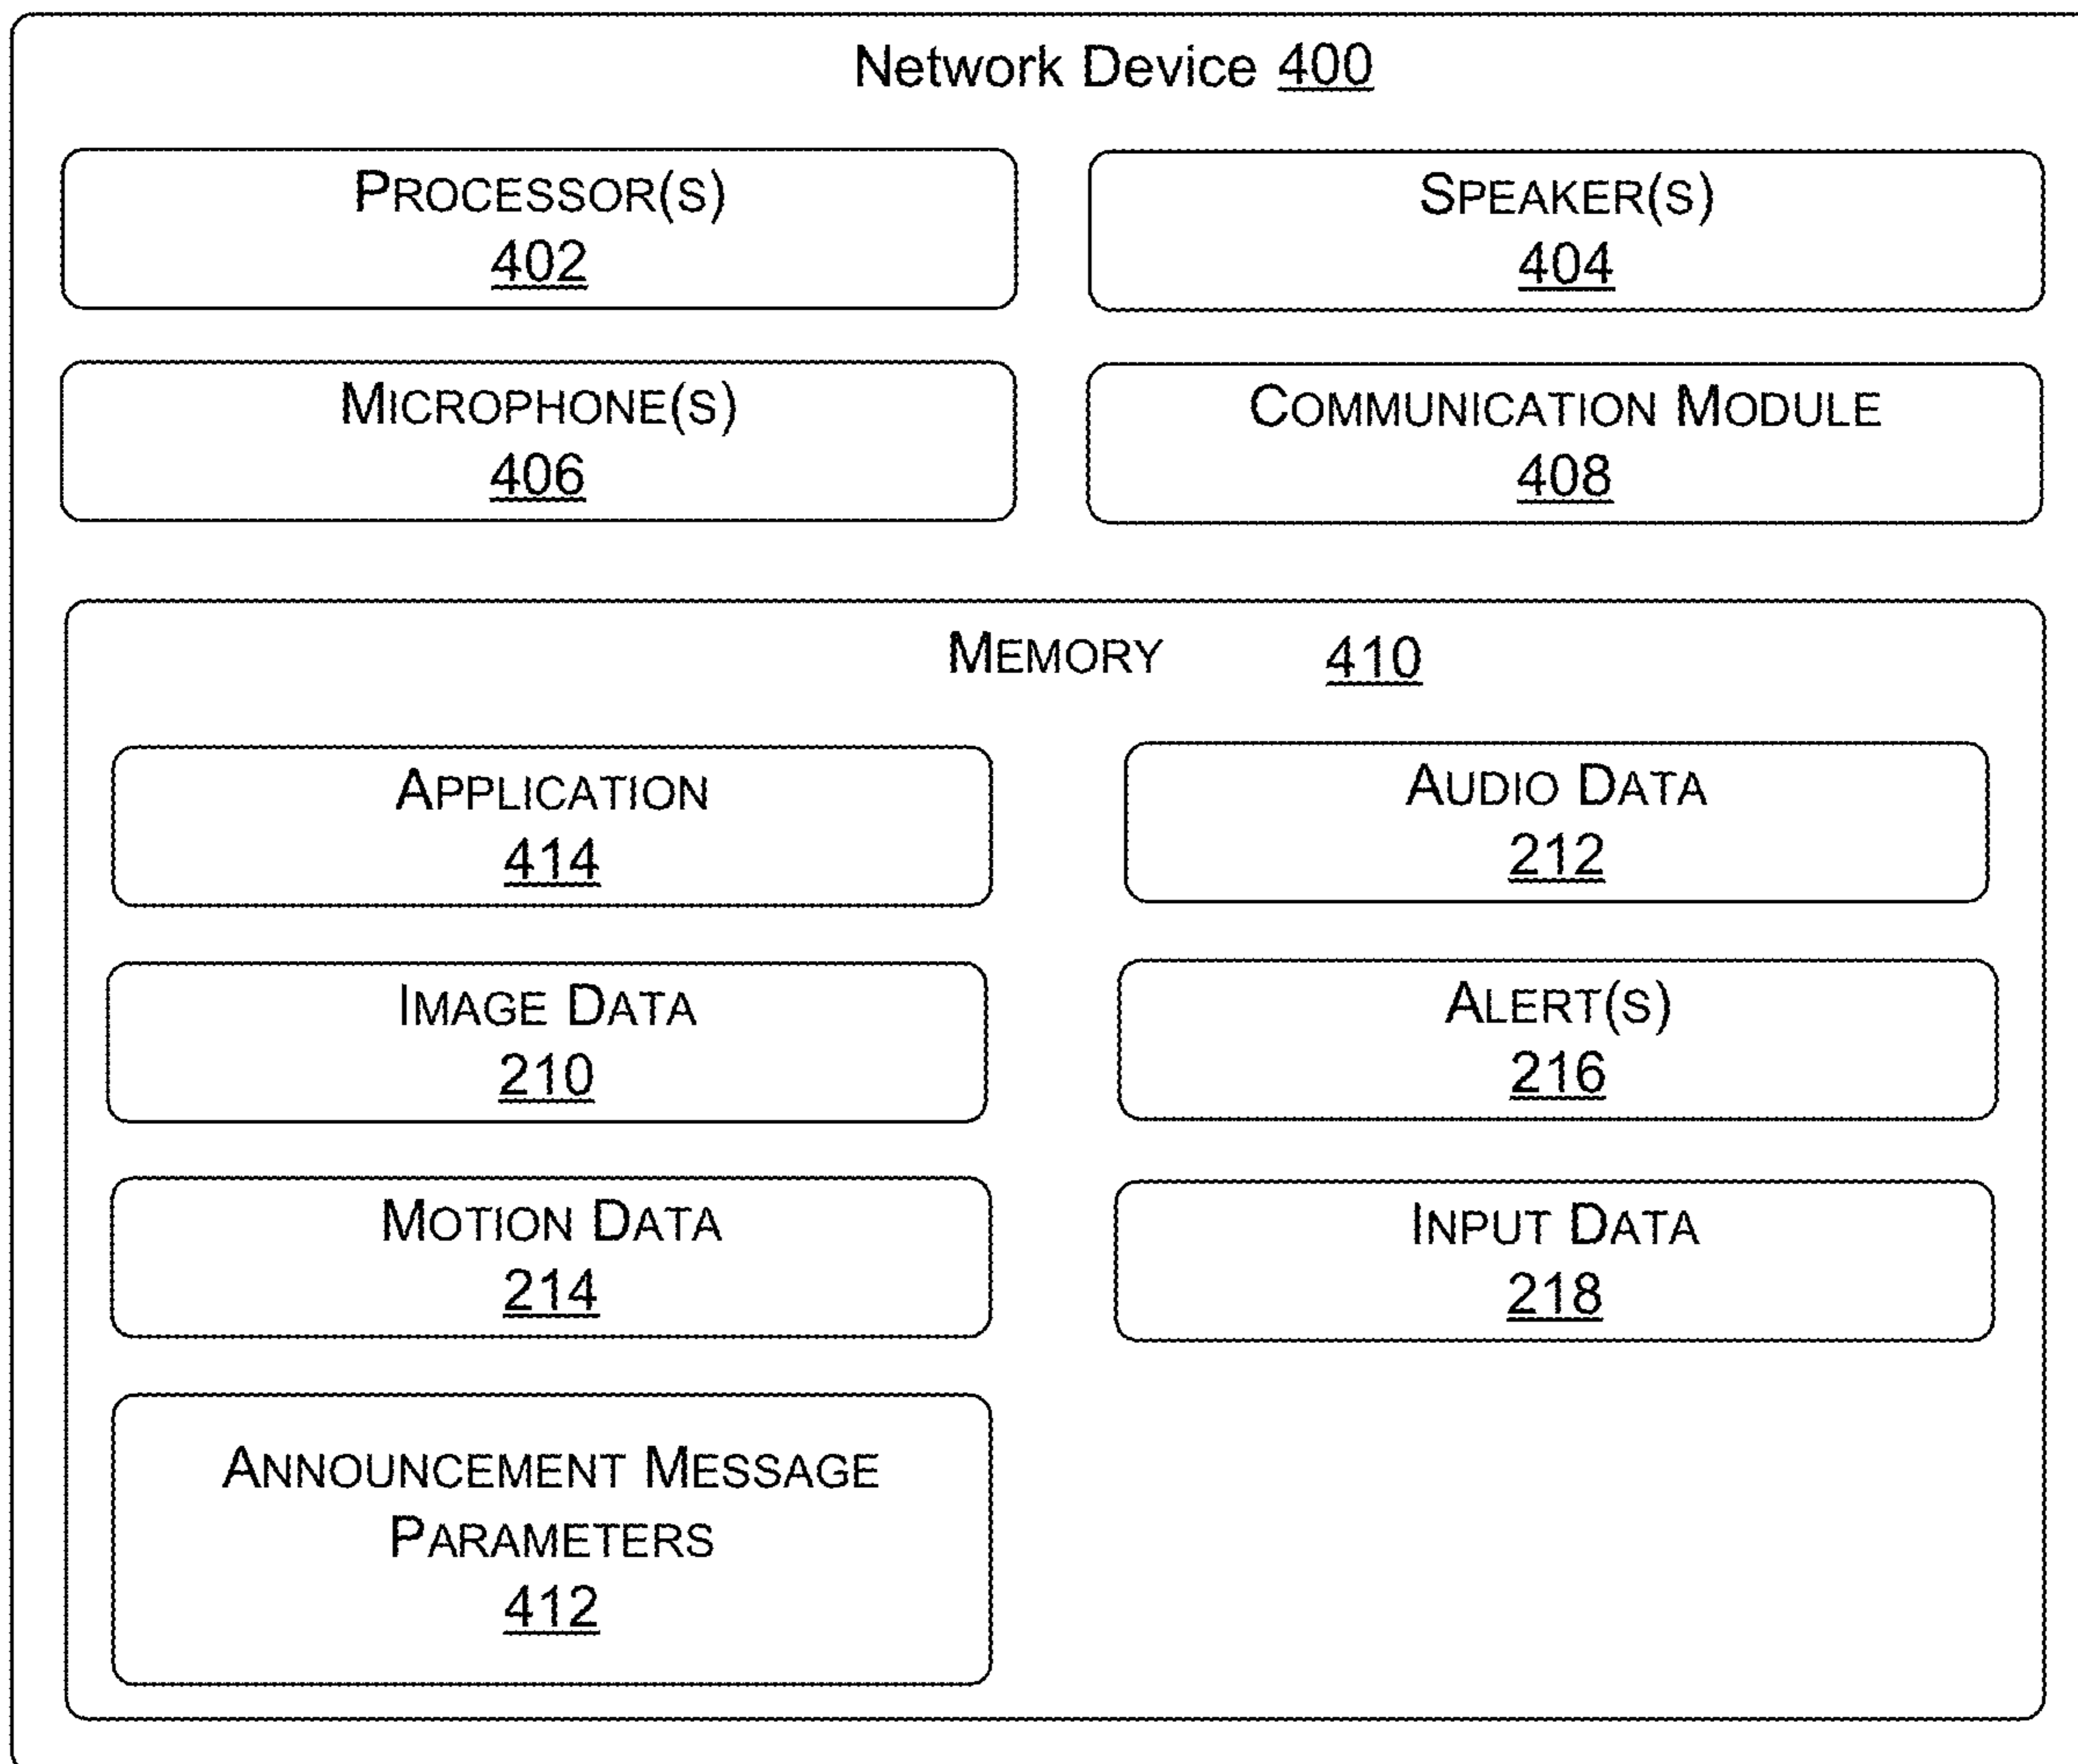 Network Device 400
PROCESSOR(S)
402
SPEAKER(S)
404
MICROPHONE(S)
406
COMMUNICATION MODULE
408
MEMORY 410
APPLICATION
414
AUDIO DATA
212
IMAGE DATA
210
ALERT(S)
216
MOTION DATA
214
INPUT DATA
218
ANNOUNCEMENT MESSAGE
PARAMETERS
412